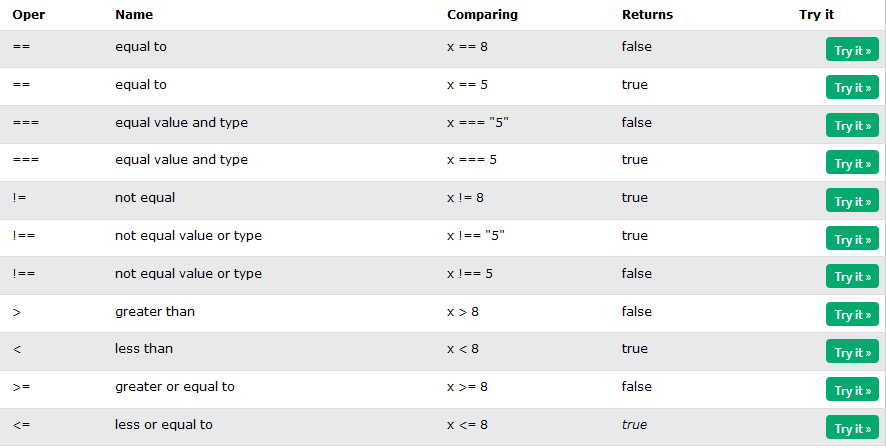 Oper Name Comparing Returns Try it
== equal to x == 8 false Try it »
== equal to x == 5 true Try it »
=== equal value and type x === "5" false Try it »
=== equal value and type x === 5 true Try it »
!= not equal x != 8 true Try it »
!== not equal value or type x !== "5" true Try it »
!== not equal value or type x !== 5 false Try it »
> greater than x > 8 false Try it »
< less than x < 8 true Try it »
>= greater or equal to x >= 8 false Try it »
<= less or equal to x <= 8 true Try it »